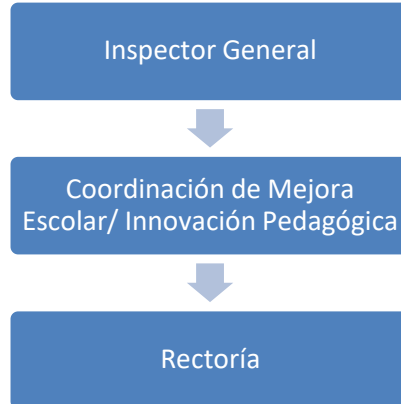 Inspector General
Coordinación de Mejora
Escolar/ Innovación Pedagógica
Rectoría